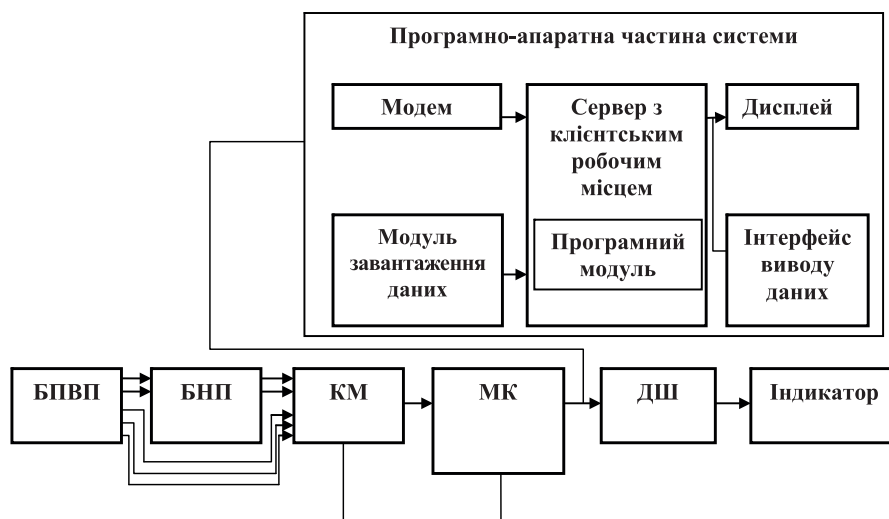 Програмно-апаратна частина системи
Модем
Сервер з
клієнтським
робочим
місцем
Дисплей
Модуль
завантаження
даних
Програмний
модуль
Інтерфейс
виводу
даних
БПВП
БНП
КМ
МК
ДШ
Індикатор